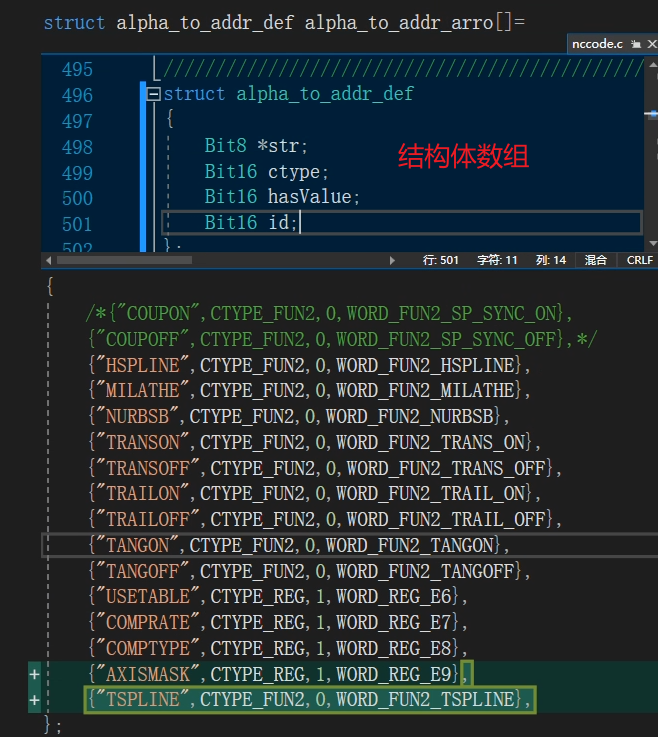 struct alpha_to_addr_def alpha_to_addr_arro[]=
nccode.c
495 ////////////////////////////////////////////////
496 struct alpha_to_addr_def
497 {
498 Bit8 *str;
499 Bit16 ctype;
500 Bit16 hasValue;
501 Bit16 id;
502 };
结构体数组
行: 501 字符: 11 列: 14 混合 CRLF
{
/*{"COUPON",CTYPE_FUN2,0,WORD_FUN2_SP_SYNC_ON},
{"COUPOFF",CTYPE_FUN2,0,WORD_FUN2_SP_SYNC_OFF},*/
{"HSPLINE",CTYPE_FUN2,0,WORD_FUN2_HSPLINE},
{"MILATHE",CTYPE_FUN2,0,WORD_FUN2_MILATHE},
{"NURBSB",CTYPE_FUN2,0,WORD_FUN2_NURBSB},
{"TRANSON",CTYPE_FUN2,0,WORD_FUN2_TRANS_ON},
{"TRANSOFF",CTYPE_FUN2,0,WORD_FUN2_TRANS_OFF},
{"TRAILON",CTYPE_FUN2,0,WORD_FUN2_TRAIL_ON},
{"TRAILOFF",CTYPE_FUN2,0,WORD_FUN2_TRAIL_OFF},
{"TANGON",CTYPE_FUN2,0,WORD_FUN2_TANGON},
{"TANGOFF",CTYPE_FUN2,0,WORD_FUN2_TANGOFF},
{"USETABLE",CTYPE_REG,1,WORD_REG_E6},
{"COMPRATE",CTYPE_REG,1,WORD_REG_E7},
{"COMPTYPE",CTYPE_REG,1,WORD_REG_E8},
+ {"AXISMASK",CTYPE_REG,1,WORD_REG_E9},
+ {"TSPLINE",CTYPE_FUN2,0,WORD_FUN2_TSPLINE},
};